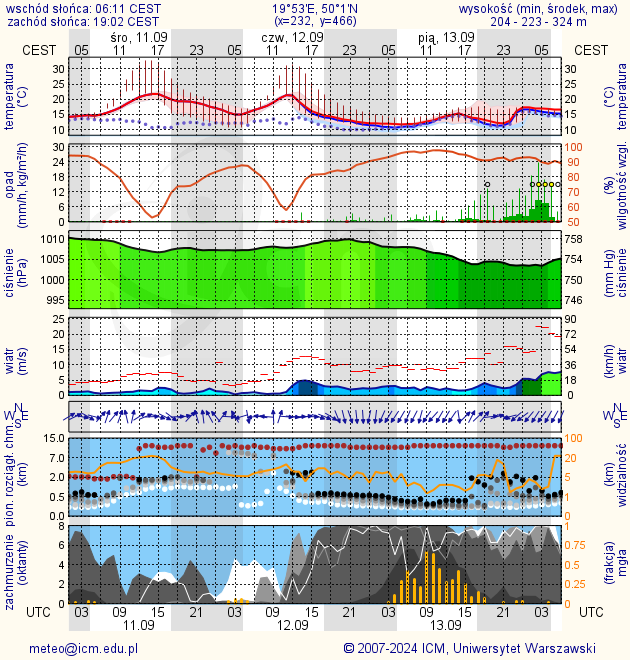 wschód słońca: 06:11 CEST 19°53'E, 50°1'N wysokość (min, środek, max)
zachód słońca: 19:02 CEST (x=232, y=466) 204 - 223 - 324 m
śro, 11.09 czw, 12.09 pią, 13.09
CEST 05 11 17 23 05 11 17 23 05 11 17 23 05 CEST
temperatura (°C) 30 25 20 15 10 30 25 20 15 10 (°C) temperatura
opad (mm/h, kg/m²/h) 30 24 18 12 6 0 100 90 80 70 60 50 (%) wilgotność wzgl.
ciśnienie (hPa) 1010 1005 1000 995 758 754 750 746 (mm Hg) ciśnienie
wiatr (m/s) 25 20 15 10 5 0 90 72 54 36 18 0 (km/h) wiatr
N W E S N W E S
pion. rozciągł. chm. (km) 15.0 7.0 2.0 0.5 0.0 100 20 5 1 0 (km) widzialność
zachmurzenie (oktanty) 8 6 4 2 0 1 0.75 0.5 0.25 0 (frakcja) mgła
UTC 03 09 15 21 03 09 15 21 03 09 15 21 03 UTC
11.09 12.09 13.09
meteo@icm.edu.pl © 2007-2024 ICM, Uniwersytet Warszawski